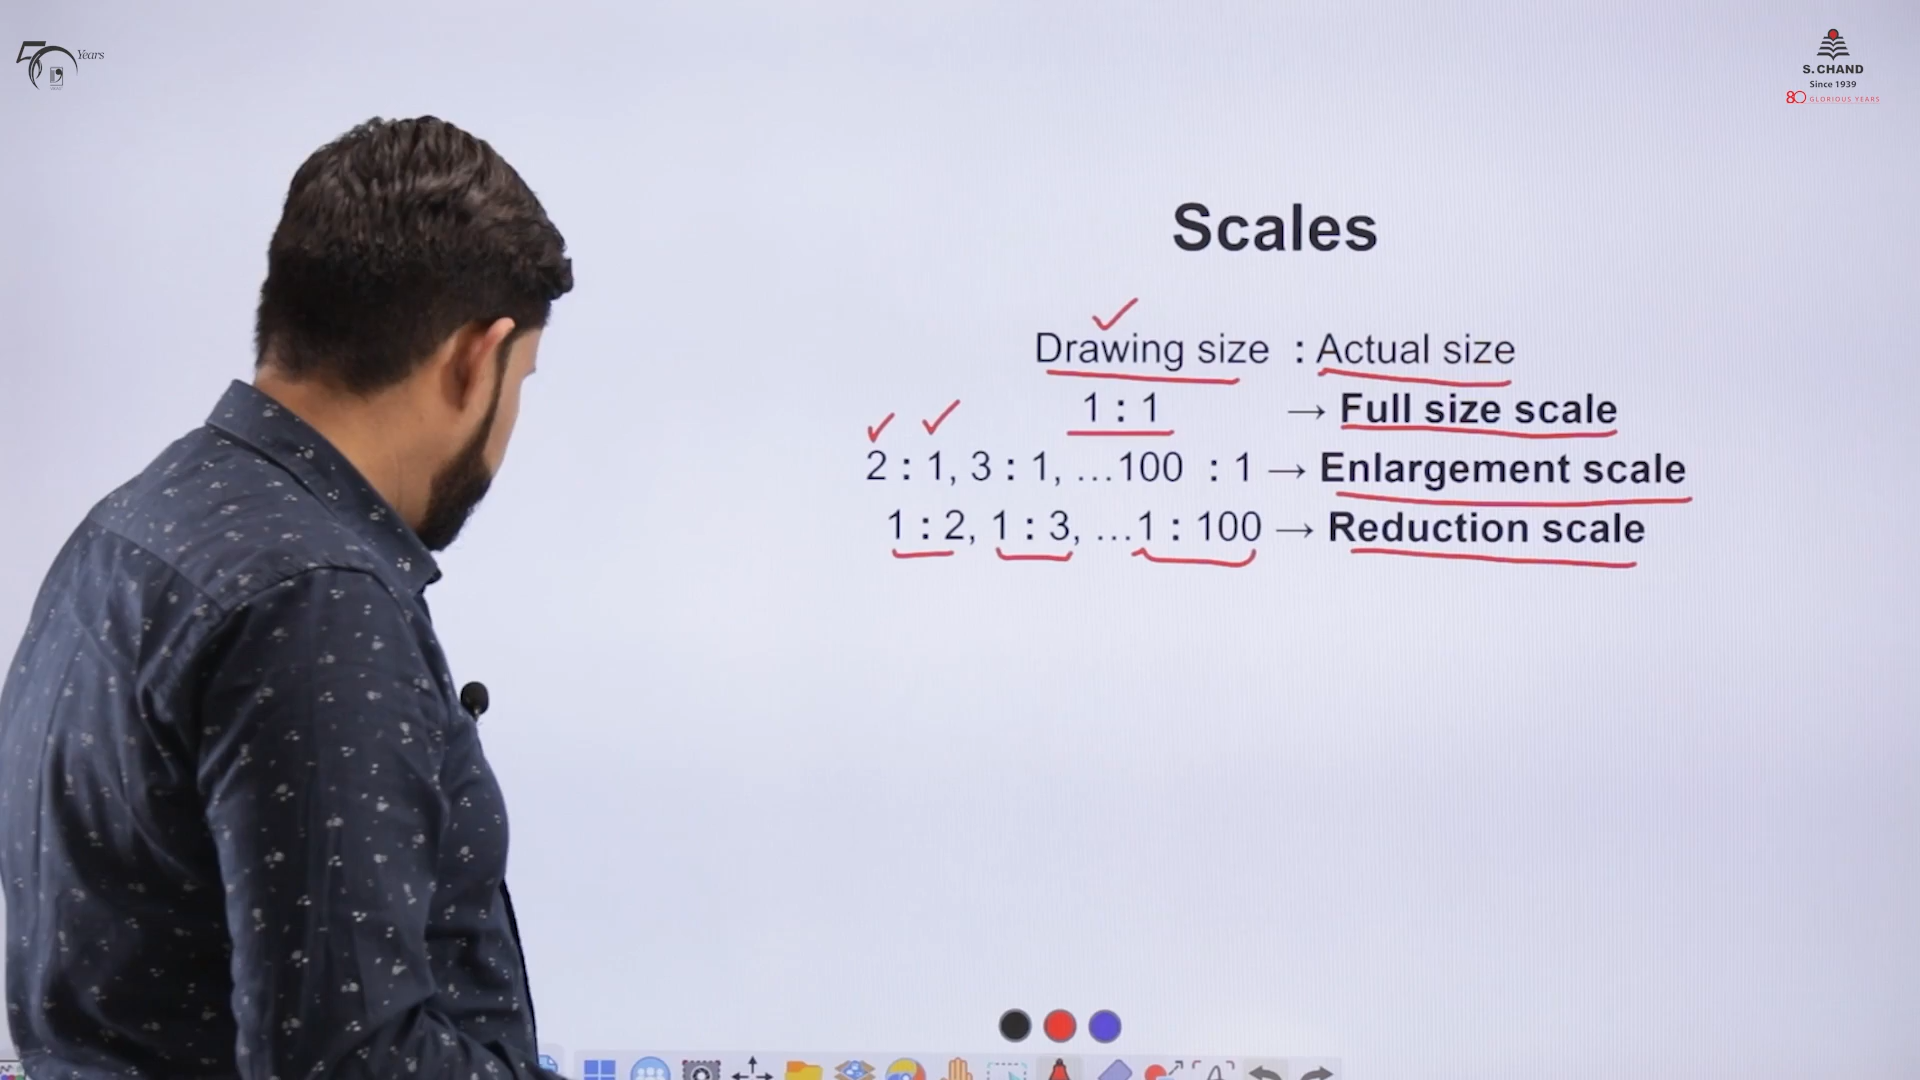 50 Years
S. CHAND
Since 1939
80 GLORIOUS YEARS
Scales
Drawing size : Actual size
1 : 1 → Full size scale
2 : 1, 3 : 1, ...100 : 1 → Enlargement scale
1 : 2, 1 : 3, ...1 : 100 → Reduction scale